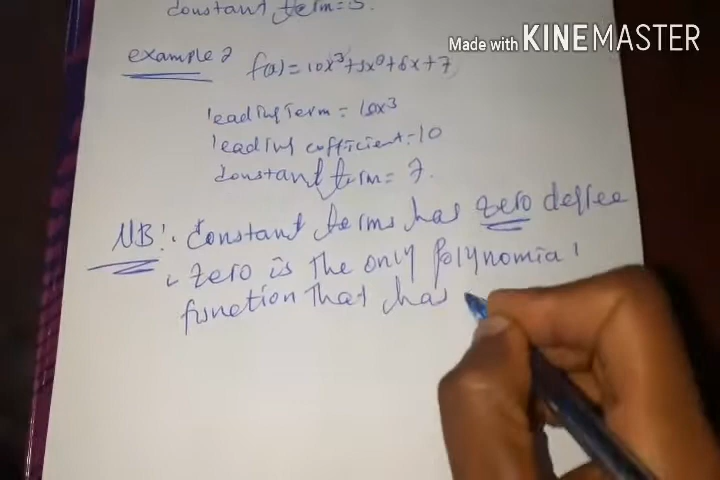 constant term = 5.
Made with KINEMASTER
example 2 f(x) = 10x³+3x⁰+6x+7
leading term = 10x³
leading coefficient = 10
constant term = 7.
NB! . Constant terms has zero degree
. Zero is the only polynomial
function that has